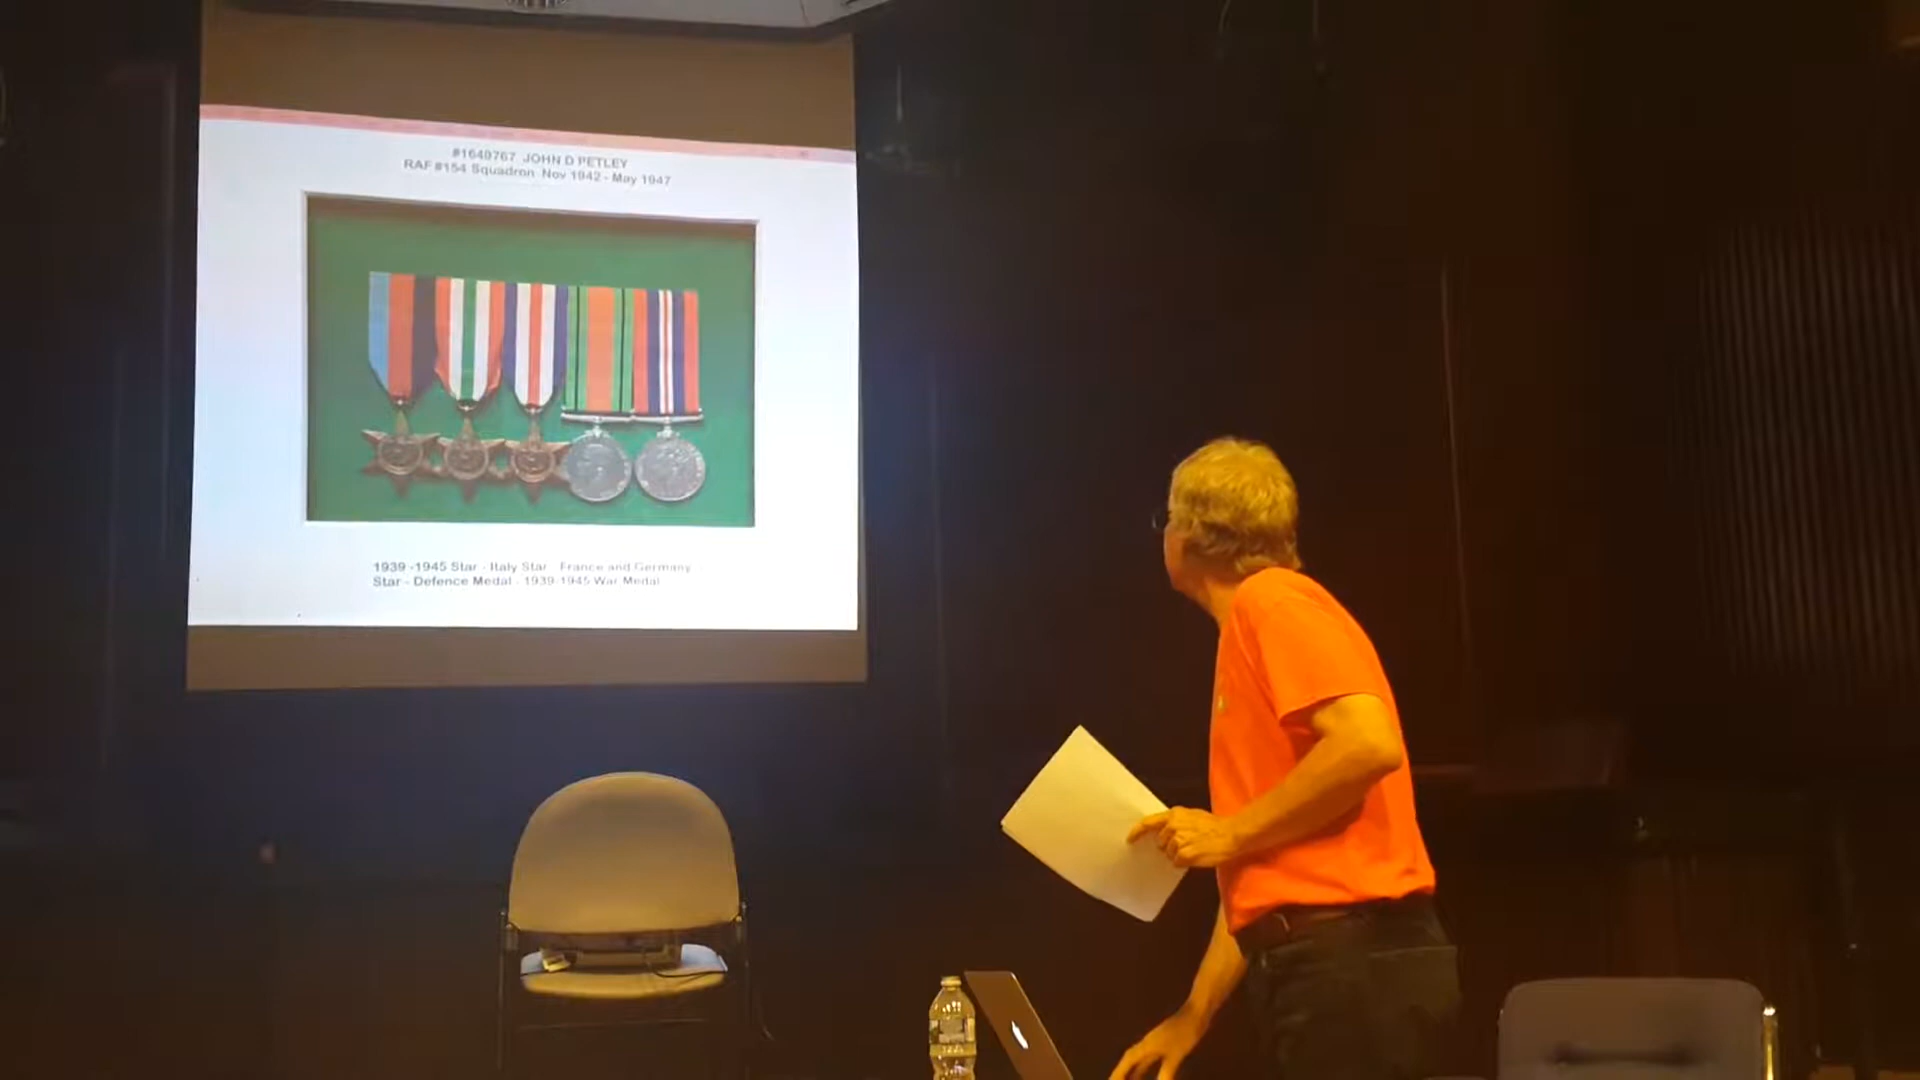 #1640767 JOHN D PETLEY
RAF #154 Squadron Nov 1942 - May 1947
1939 -1945 Star - Italy Star - France and Germany
Star - Defence Medal - 1939-1945 War Medal